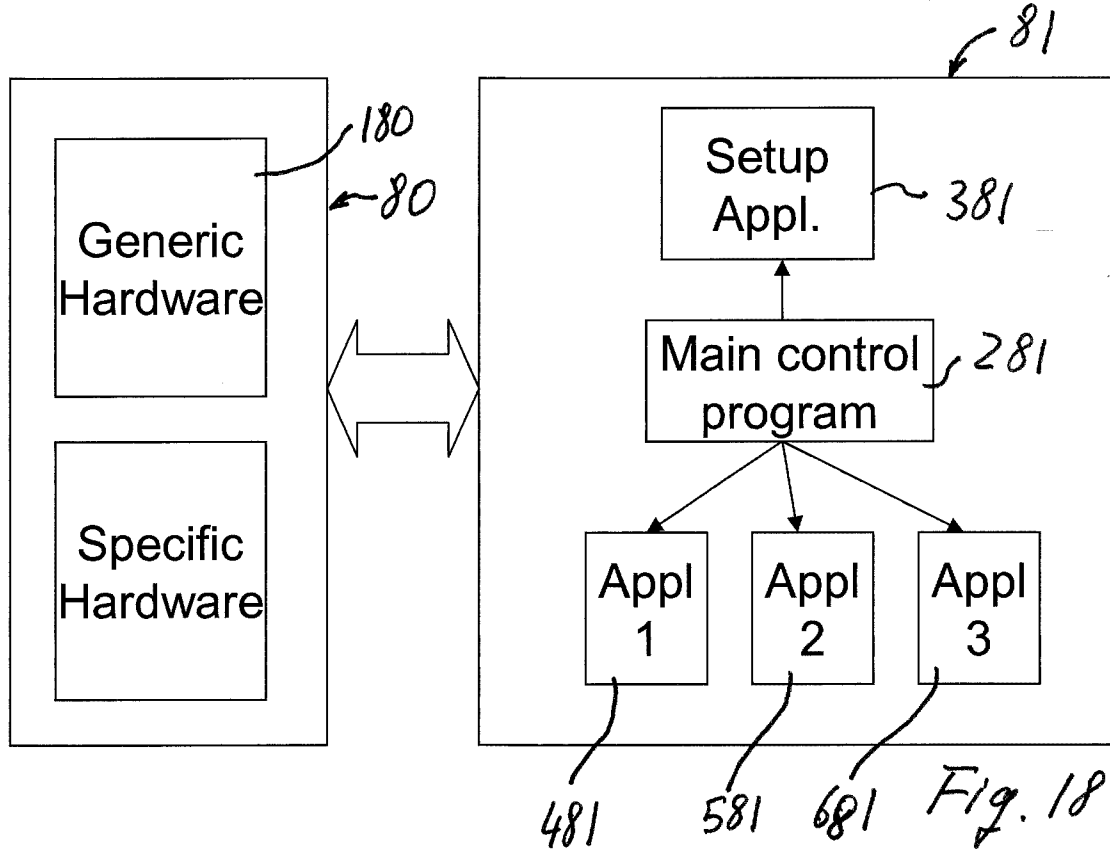 81
180
80
Generic
Hardware
Specific
Hardware
Setup
Appl.
381
Main control
program
281
Appl
1
Appl
2
Appl
3
481
581
681
Fig. 18